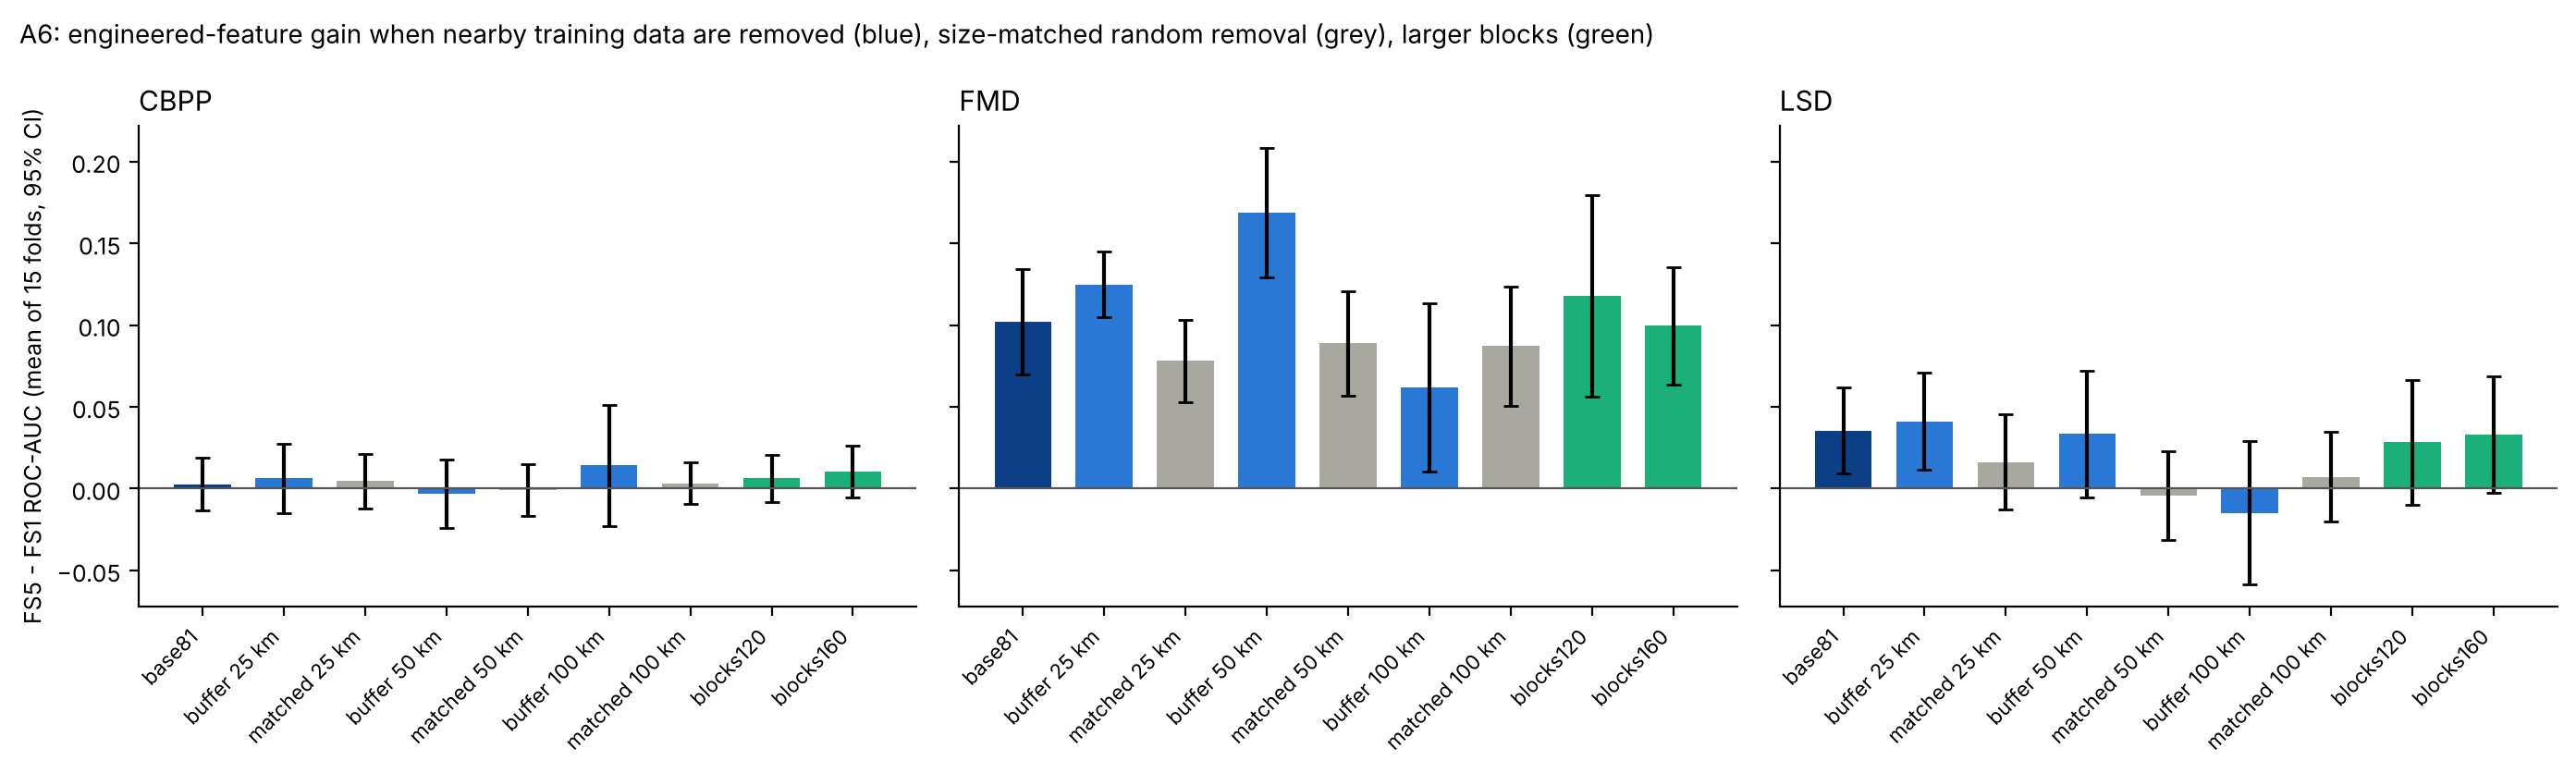 A6: engineered-feature gain when nearby training data are removed (blue), size-matched random removal (grey), larger blocks (green)
FS5 - FS1 ROC-AUC (mean of 15 folds, 95% CI)
CBPP
0.20
0.15
0.10
0.05
0.00
−0.05
base81
buffer 25 km
matched 25 km
buffer 50 km
matched 50 km
buffer 100 km
matched 100 km
blocks120
blocks160
FMD
base81
buffer 25 km
matched 25 km
buffer 50 km
matched 50 km
buffer 100 km
matched 100 km
blocks120
blocks160
LSD
base81
buffer 25 km
matched 25 km
buffer 50 km
matched 50 km
buffer 100 km
matched 100 km
blocks120
blocks160